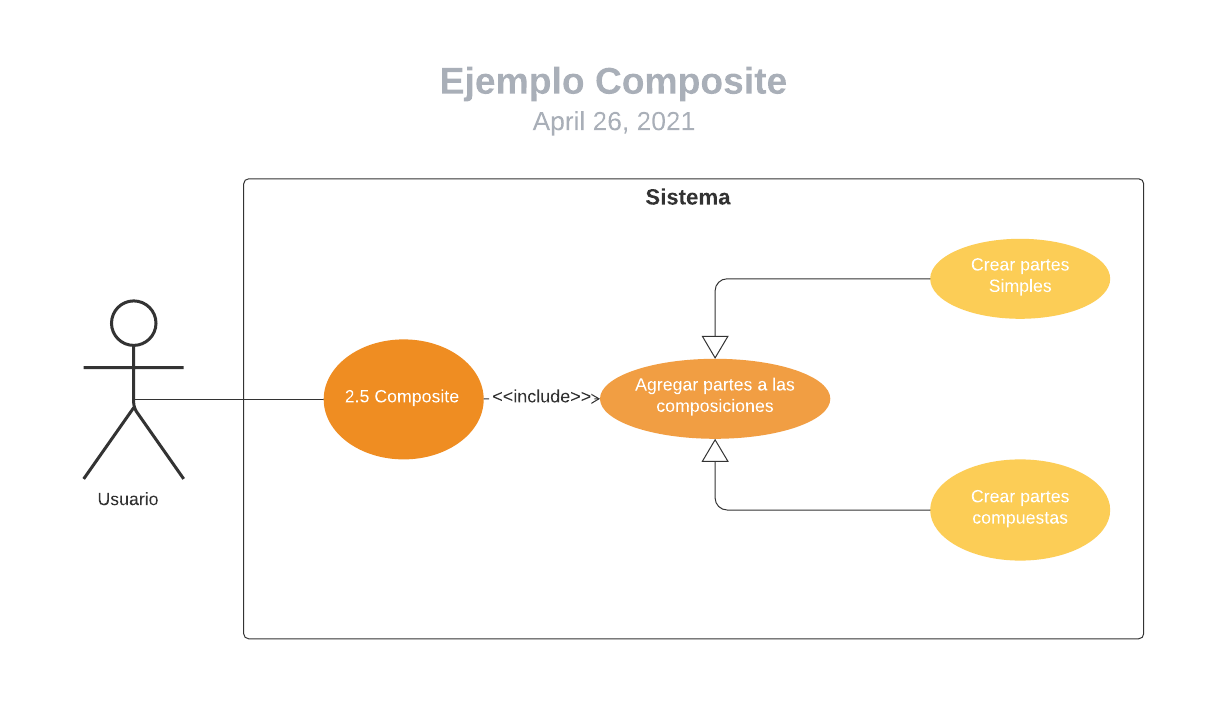 Ejemplo Composite
April 26, 2021
Sistema
Crear partes
Simples
2.5 Composite
<<include>>
Agregar partes a las
composiciones
Usuario
Crear partes
compuestas